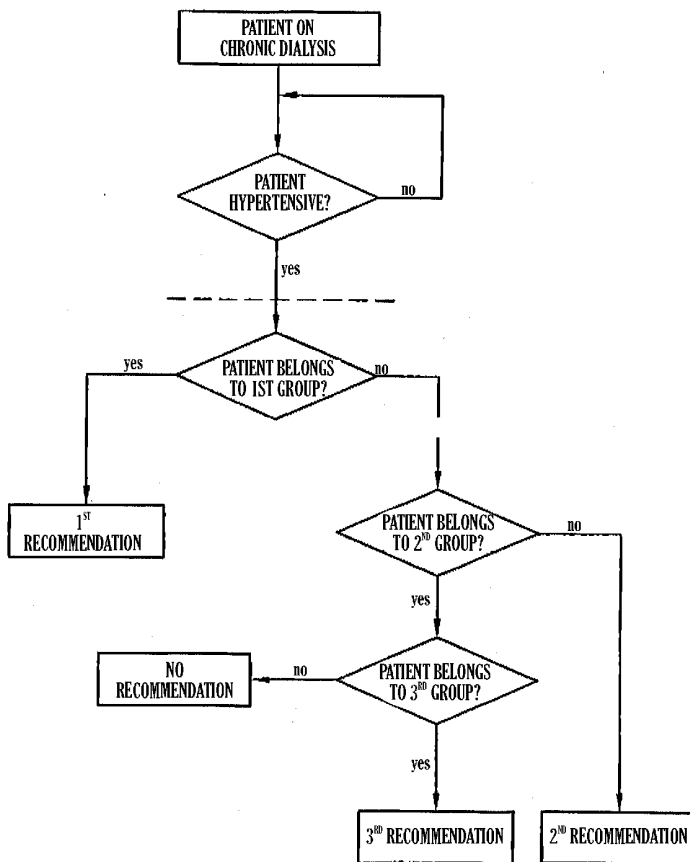 PATIENT ON
CHRONIC DIALYSIS
PATIENT
HYPERTENSIVE?
no
yes
yes
PATIENT BELONGS
TO 1ST GROUP?
no
1ST
RECOMMENDATION
PATIENT BELONGS
TO 2ND GROUP?
no
yes
NO
RECOMMENDATION
no
PATIENT BELONGS
TO 3RD GROUP?
yes
3RD RECOMMENDATION
2ND RECOMMENDATION